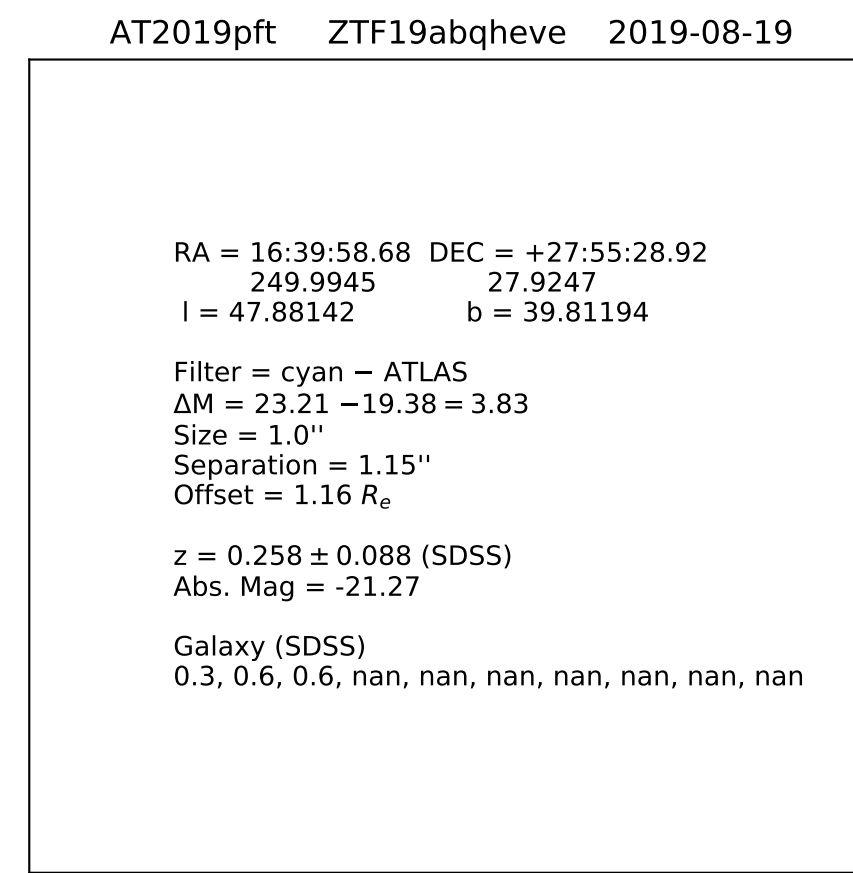 AT2019pft ZTF19abqheve 2019-08-19
RA = 16:39:58.68 DEC = +27:55:28.92
249.9945 27.9247
l = 47.88142 b = 39.81194
Filter = cyan − ATLAS
ΔM = 23.21 −19.38 = 3.83
Size = 1.0''
Separation = 1.15''
Offset = 1.16 Re
z = 0.258 ± 0.088 (SDSS)
Abs. Mag = -21.27
Galaxy (SDSS)
0.3, 0.6, 0.6, nan, nan, nan, nan, nan, nan, nan